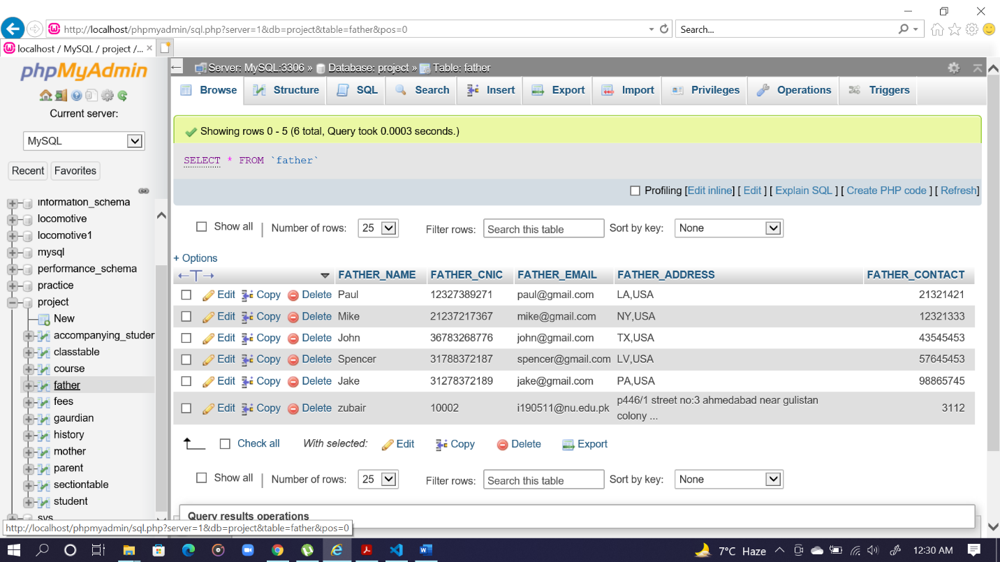 http://localhost/phpmyadmin/sql.php?server=1&db=project&table=father&pos=0
Search...
localhost / MySQL / project /...
phpMyAdmin
Current server:
MySQL
Recent Favorites
information_schema
locomotive
locomotive1
mysql
performance_schema
practice
project
New
accompanying_studer
classtable
course
father
fees
gaurdian
history
mother
parent
sectiontable
student
sys
Server: MySQL:3306 » Database: project » Table: father
Browse Structure SQL Search Insert Export Import Privileges Operations Triggers
Showing rows 0 - 5 (6 total, Query took 0.0003 seconds.)
SELECT * FROM `father`
Profiling [Edit inline] [ Edit ] [ Explain SQL ] [ Create PHP code ] [ Refresh]
Show all | Number of rows: 25 Filter rows: Search this table Sort by key: None
+ Options
←T→ FATHER_NAME FATHER_CNIC FATHER_EMAIL FATHER_ADDRESS FATHER_CONTACT
Edit Copy Delete Paul 12327389271 paul@gmail.com LA,USA 21321421
Edit Copy Delete Mike 21237217367 mike@gmail.com NY,USA 12321333
Edit Copy Delete John 36783268776 john@gmail.com TX,USA 43545453
Edit Copy Delete Spencer 31788372187 spencer@gmail.com LV,USA 57645453
Edit Copy Delete Jake 31278372189 jake@gmail.com PA,USA 98865745
Edit Copy Delete zubair 10002 i190511@nu.edu.pk p446/1 street no:3 ahmedabad near gulistan colony ... 3112
Check all With selected: Edit Copy Delete Export
Show all | Number of rows: 25 Filter rows: Search this table Sort by key: None
Query results operations
http://localhost/phpmyadmin/sql.php?server=1&db=project&table=father&pos=0
7°C Haze 12:30 AM